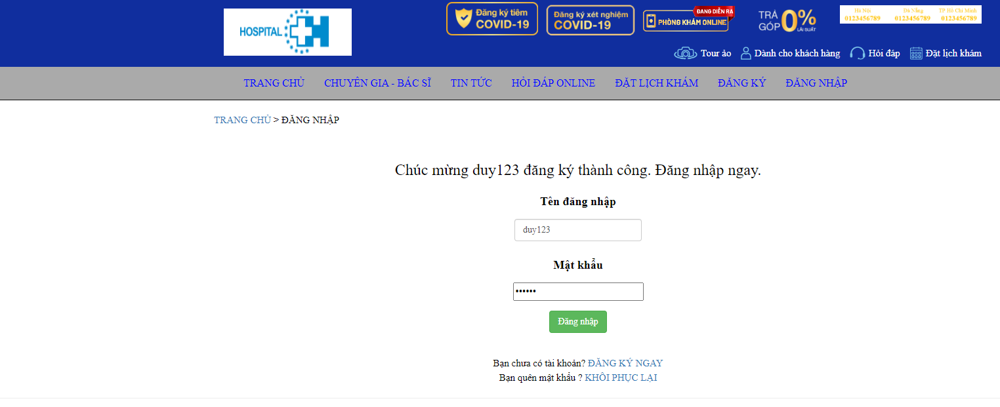 HOSPITAL
Đăng ký tiêm
COVID-19
Đăng ký xét nghiệm
COVID-19
ĐANG DIỄN RA
PHÒNG KHÁM ONLINE
TRẢ GÓP 0% LÃI SUẤT
Hà Nội Đà Nẵng TP Hồ Chí Minh
0123456789 0123456789 0123456789
Tour ảo Dành cho khách hàng Hỏi đáp Đặt lịch khám
TRANG CHỦ CHUYÊN GIA - BÁC SĨ TIN TỨC HỎI ĐÁP ONLINE ĐẶT LỊCH KHÁM ĐĂNG KÝ ĐĂNG NHẬP
TRANG CHỦ > ĐĂNG NHẬP
Chúc mừng duy123 đăng ký thành công. Đăng nhập ngay.
Tên đăng nhập
duy123
Mật khẩu
••••••
Đăng nhập
Bạn chưa có tài khoản? ĐĂNG KÝ NGAY
Bạn quên mật khẩu ? KHÔI PHỤC LẠI